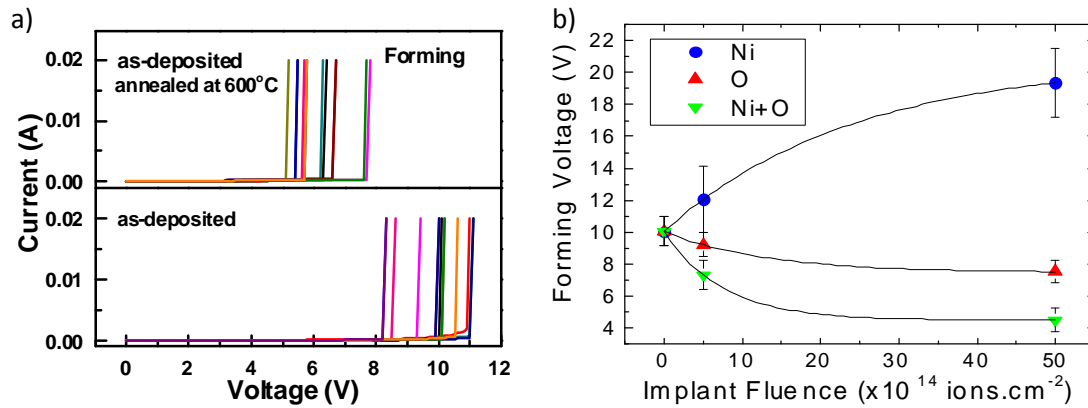 a)
as-deposited
annealed at 600°C
Forming
0.02
0.01
0.00
as-deposited
0.02
0.01
0.00
Current (A)
0 2 4 6 8 10 12
Voltage (V)
b)
Ni
O
Ni+O
22
20
18
16
14
12
10
8
6
4
Forming Voltage (V)
0 10 20 30 40 50
Implant Fluence (x10 14 ions.cm-2)